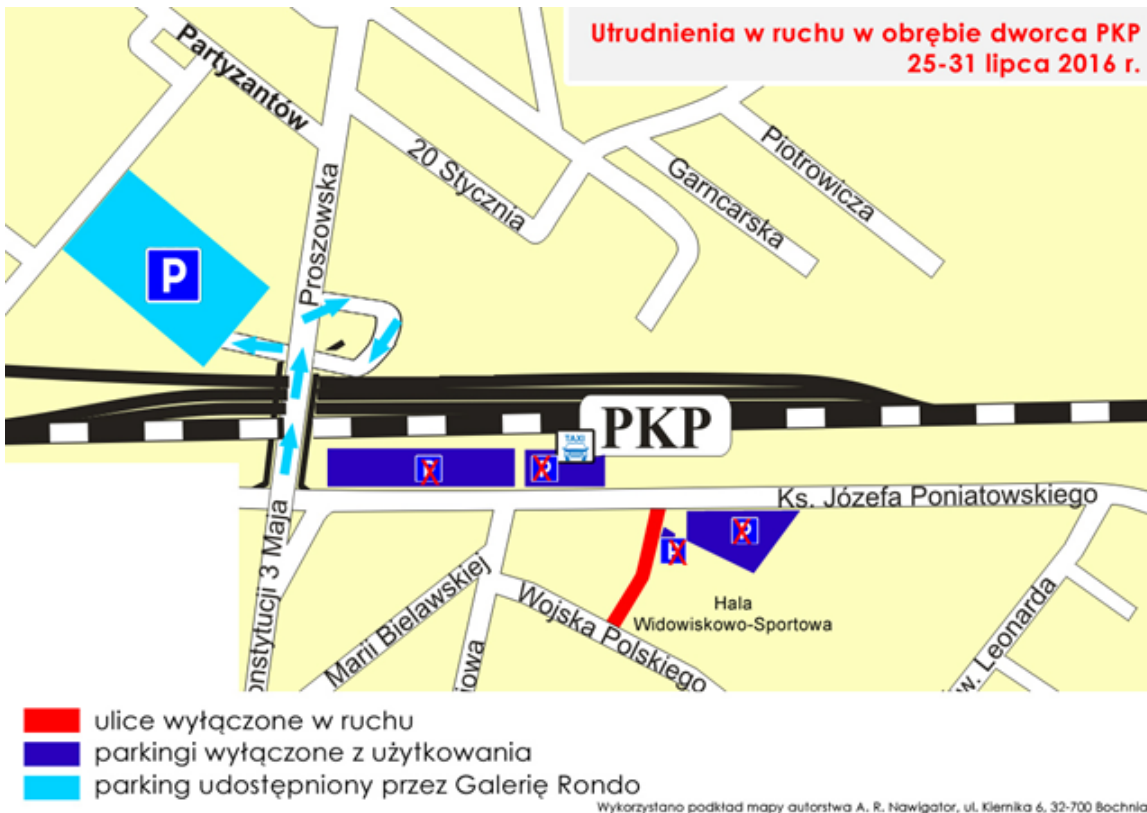 Utrudnienia w ruchu w obrębie dworca PKP
25-31 lipca 2016 r.
Partyzantów
20 Stycznia
Piotrowicza
Garncarska
Proszowska
P
PKP
TAXI
P
P
Ks. Józefa Poniatowskiego
onstytucji 3 Maja
P
P
Marii Bielawskiej
Wojska Polskiego
Hala
Widowiskowo-Sportowa
w. Leonarda
jowa
ulice wyłączone w ruchu
parkingi wyłączone z użytkowania
parking udostępniony przez Galerię Rondo
Wykorzystano podkład mapy autorstwa A. R. Nawigator, ul. Kiernika 6, 32-700 Bochnia